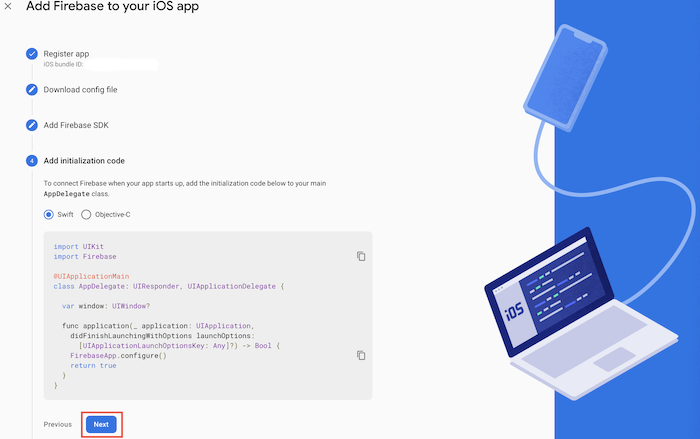 Add Firebase to your iOS app
Register app
iOS bundle ID:
Download config file
Add Firebase SDK
4 Add initialization code
To connect Firebase when your app starts up, add the initialization code below to your main
AppDelegate class.
Swift Objective-C
import UIKit
import Firebase
@UIApplicationMain
class AppDelegate: UIResponder, UIApplicationDelegate {
var window: UIWindow?
func application(_ application: UIApplication,
didFinishLaunchingWithOptions launchOptions:
[UIApplicationLaunchOptionsKey: Any]?) -> Bool {
FirebaseApp.configure()
return true
}
}
Previous Next
iOS